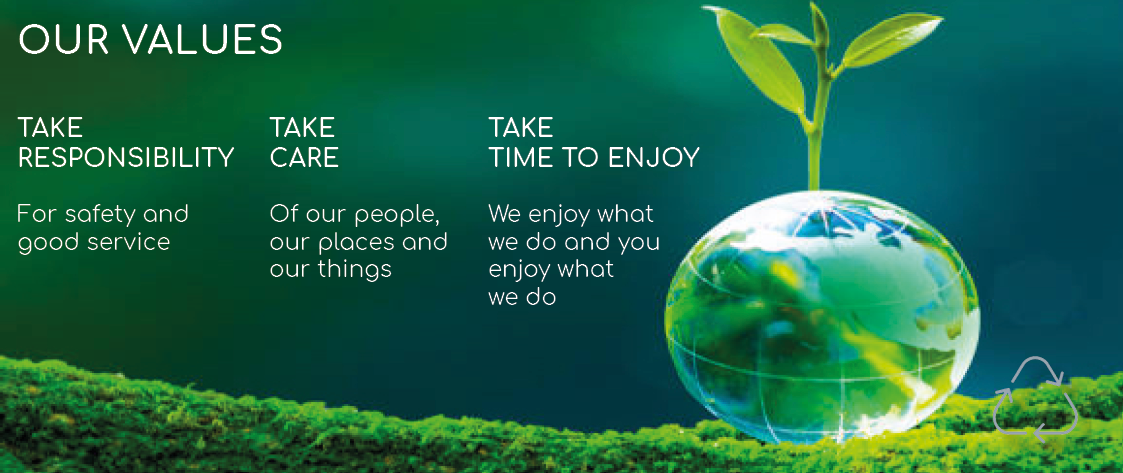 OUR VALUES
TAKE
RESPONSIBILITY
For safety and
good service
TAKE
CARE
Of our people,
our places and
our things
TAKE
TIME TO ENJOY
We enjoy what
we do and you
enjoy what
we do